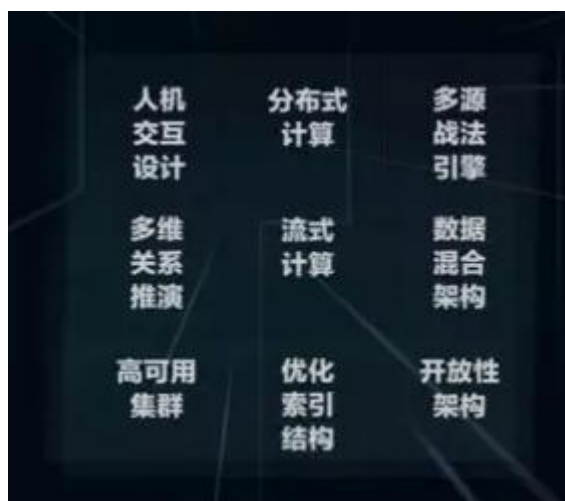 人机
交互
设计
分布式
计算
多源
战法
引擎
多维
关系
推演
流式
计算
数据
混合
架构
高可用
集群
优化
索引
结构
开放性
架构